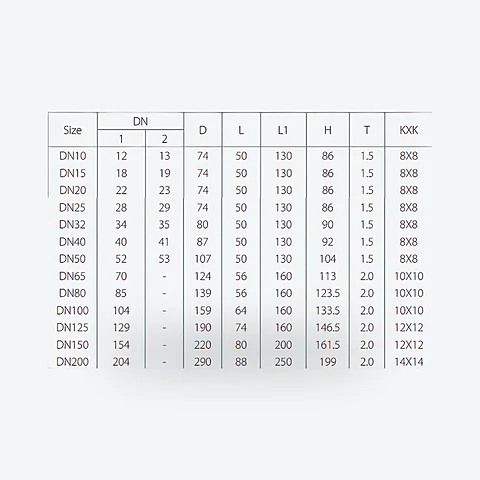 Size DN D L L1 H T KXK
1 2
DN10 12 13 74 50 130 86 1.5 8X8
DN15 18 19 74 50 130 86 1.5 8X8
DN20 22 23 74 50 130 86 1.5 8X8
DN25 28 29 74 50 130 86 1.5 8X8
DN32 34 35 80 50 130 90 1.5 8X8
DN40 40 41 87 50 130 92 1.5 8X8
DN50 52 53 107 50 130 104 1.5 8X8
DN65 70 - 124 56 160 113 2.0 10X10
DN80 85 - 139 56 160 123.5 2.0 10X10
DN100 104 - 159 64 160 133.5 2.0 10X10
DN125 129 - 190 74 160 146.5 2.0 12X12
DN150 154 - 220 80 200 161.5 2.0 12X12
DN200 204 - 290 88 250 199 2.0 14X14